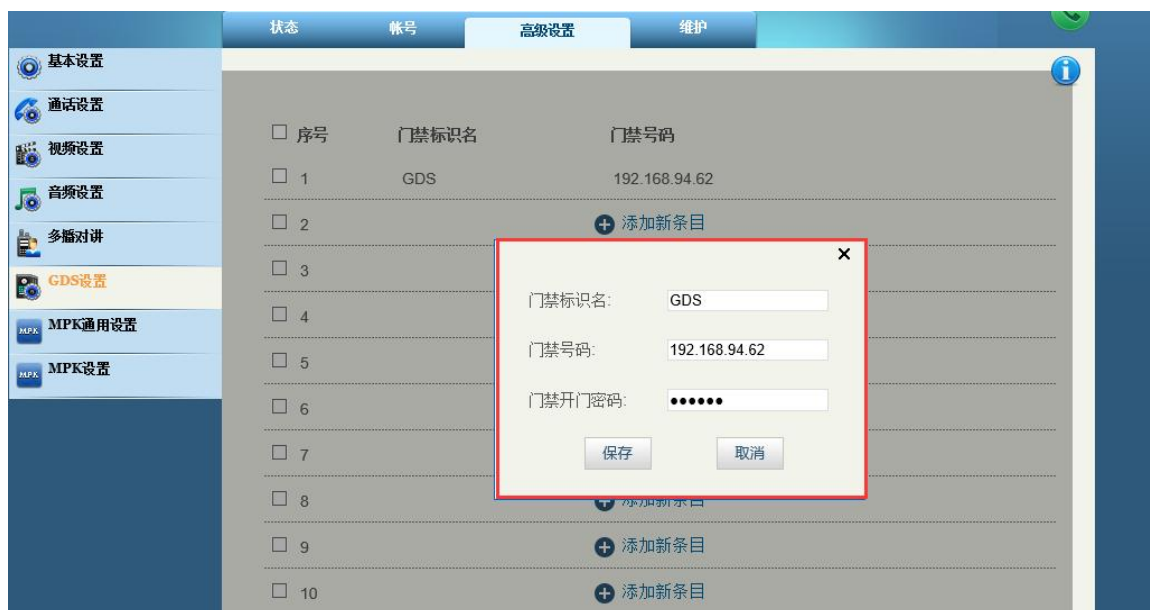 状态 帐号 高级设置 维护
基本设置
通话设置
视频设置
音频设置
多播对讲
GDS设置
MPK MPK通用设置
MPK MPK设置
序号 门禁标识名 门禁号码
1 GDS 192.168.94.62
2 添加新条目
3
4
5
6
7
8 添加新条目
9 添加新条目
10 添加新条目
门禁标识名: GDS
门禁号码: 192.168.94.62
门禁开门密码: ••••••
保存 取消